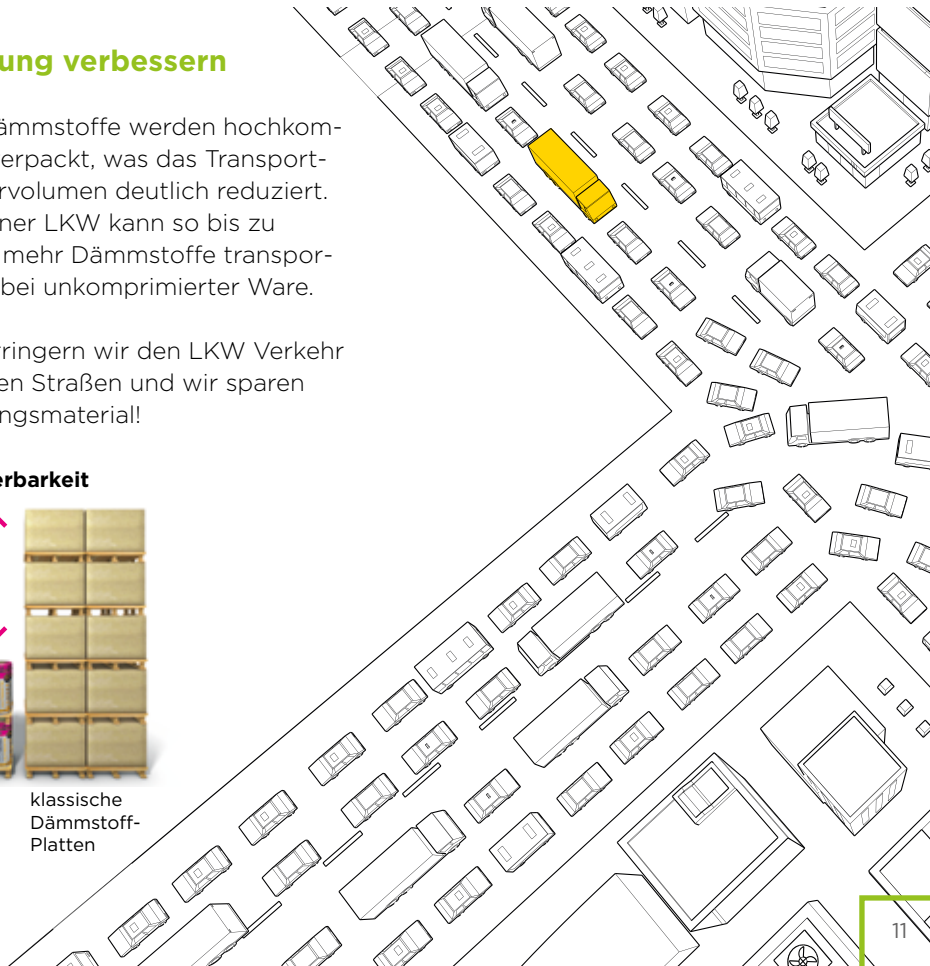 ung verbessern
ämmstoffe werden hochkom-
erpackt, was das Transport-
rvolumen deutlich reduziert.
ner LKW kann so bis zu
mehr Dämmstoffe transpor-
bei unkomprimierter Ware.
rringern wir den LKW Verkehr
en Straßen und wir sparen
ngsmaterial!
erbarkeit
klassische
Dämmstoff-
Platten
11